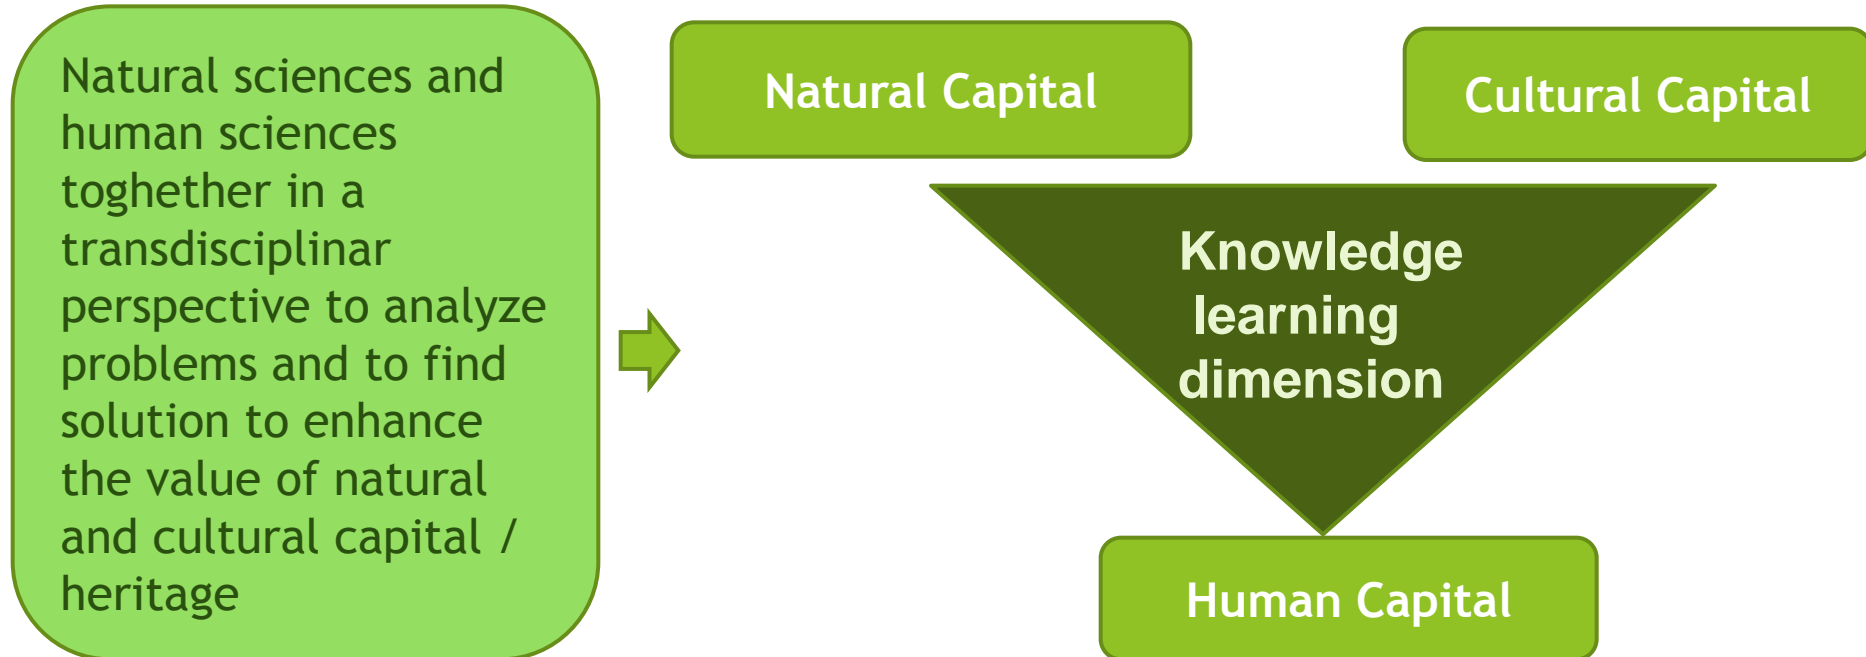 Natural sciences and
human sciences
toghether in a
transdisciplinar
perspective to analyze
problems and to find
solution to enhance
the value of natural
and cultural capital /
heritage
Natural Capital
Cultural Capital
Knowledge
learning
dimension
Human Capital